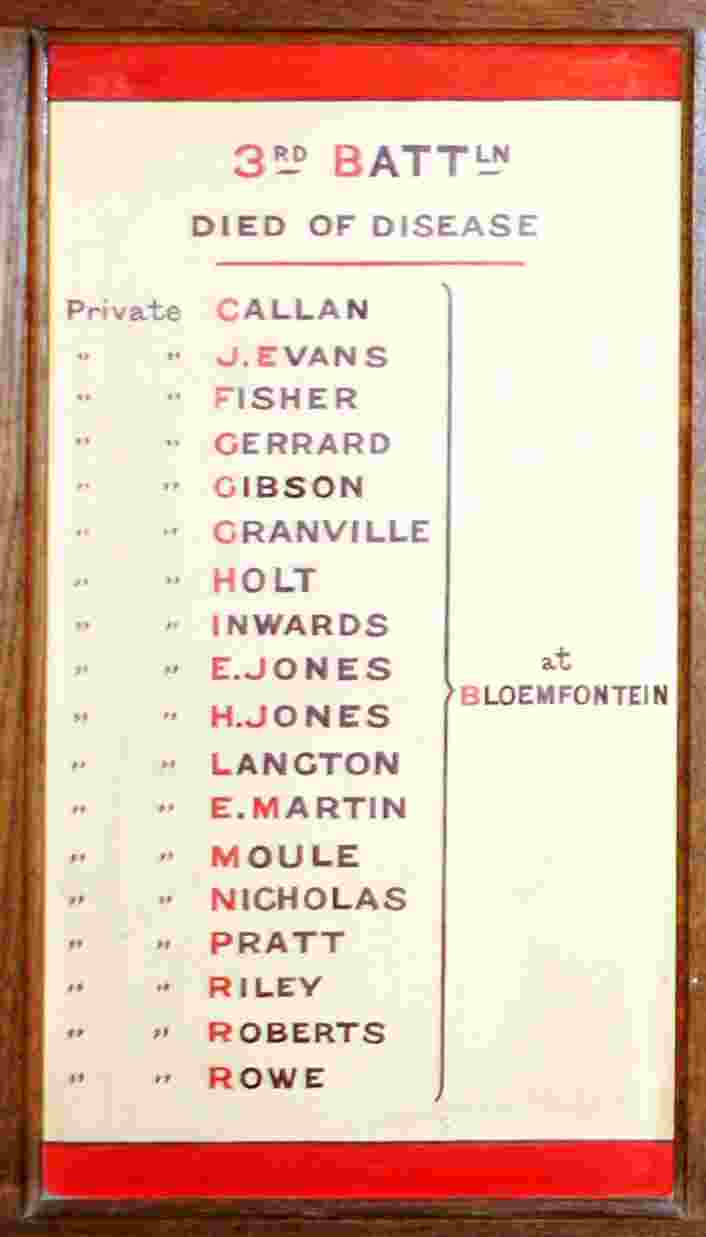 3RD BATTLN
DIED OF DISEASE
Private CALLAN
" " J.EVANS
" " FISHER
" " GERRARD
" " GIBSON
" " GRANVILLE
" " HOLT
" " INWARDS
" " E.JONES
" " H.JONES
" " LANGTON
" " E.MARTIN
" " MOULE
" " NICHOLAS
" " PRATT
" " RILEY
" " ROBERTS
" " ROWE
at
BLOEMFONTEIN